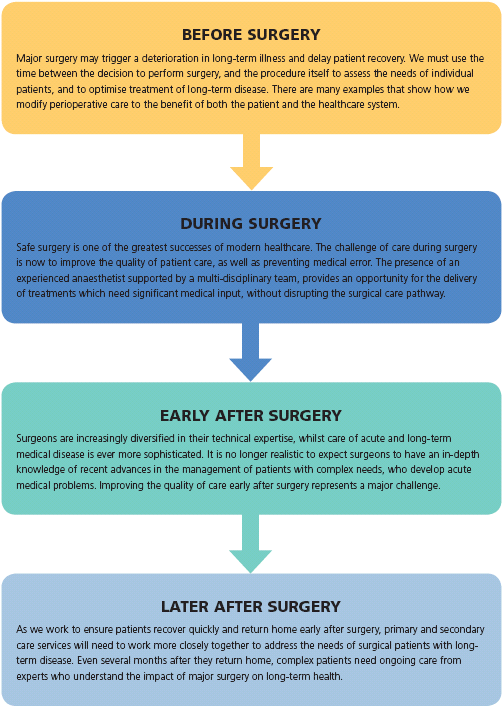 BEFORE SURGERY
Major surgery may trigger a deterioration in long-term illness and delay patient recovery. We must use the
time between the decision to perform surgery, and the procedure itself to assess the needs of individual
patients, and to optimise treatment of long-term disease. There are many examples that show how we
modify perioperative care to the benefit of both the patient and the healthcare system.
DURING SURGERY
Safe surgery is one of the greatest successes of modern healthcare. The challenge of care during surgery
is now to improve the quality of patient care, as well as preventing medical error. The presence of an
experienced anaesthetist supported by a multi-disciplinary team, provides an opportunity for the delivery
of treatments which need significant medical input, without disrupting the surgical care pathway.
EARLY AFTER SURGERY
Surgeons are increasingly diversified in their technical expertise, whilst care of acute and long-term
medical disease is ever more sophisticated. It is no longer realistic to expect surgeons to have an in-depth
knowledge of recent advances in the management of patients with complex needs, who develop acute
medical problems. Improving the quality of care early after surgery represents a major challenge.
LATER AFTER SURGERY
As we work to ensure patients recover quickly and return home early after surgery, primary and secondary
care services will need to work more closely together to address the needs of surgical patients with long-
term disease. Even several months after they return home, complex patients need ongoing care from
experts who understand the impact of major surgery on long-term health.